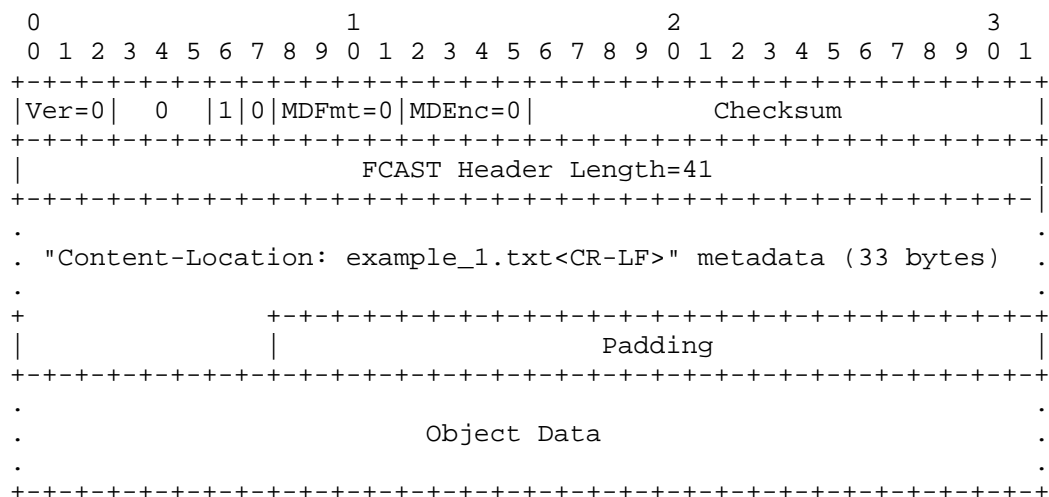 0                   1                   2                   3
 0 1 2 3 4 5 6 7 8 9 0 1 2 3 4 5 6 7 8 9 0 1 2 3 4 5 6 7 8 9 0 1
+-+-+-+-+-+-+-+-+-+-+-+-+-+-+-+-+-+-+-+-+-+-+-+-+-+-+-+-+-+-+-+-+
|Ver=0|  0  |1|0|MDFmt=0|MDEnc=0|           Checksum            |
+-+-+-+-+-+-+-+-+-+-+-+-+-+-+-+-+-+-+-+-+-+-+-+-+-+-+-+-+-+-+-+-+
|                     FCAST Header Length=41                    |
+-+-+-+-+-+-+-+-+-+-+-+-+-+-+-+-+-+-+-+-+-+-+-+-+-+-+-+-+-+-+-+-|
.                                                               .
. "Content-Location: example_1.txt<CR-LF>" metadata (33 bytes)  .
.                                                               .
+               +-+-+-+-+-+-+-+-+-+-+-+-+-+-+-+-+-+-+-+-+-+-+-+-+
|               |                    Padding                    |
+-+-+-+-+-+-+-+-+-+-+-+-+-+-+-+-+-+-+-+-+-+-+-+-+-+-+-+-+-+-+-+-+
.                                                               .
.                         Object Data                           .
.                                                               .
+-+-+-+-+-+-+-+-+-+-+-+-+-+-+-+-+-+-+-+-+-+-+-+-+-+-+-+-+-+-+-+-+